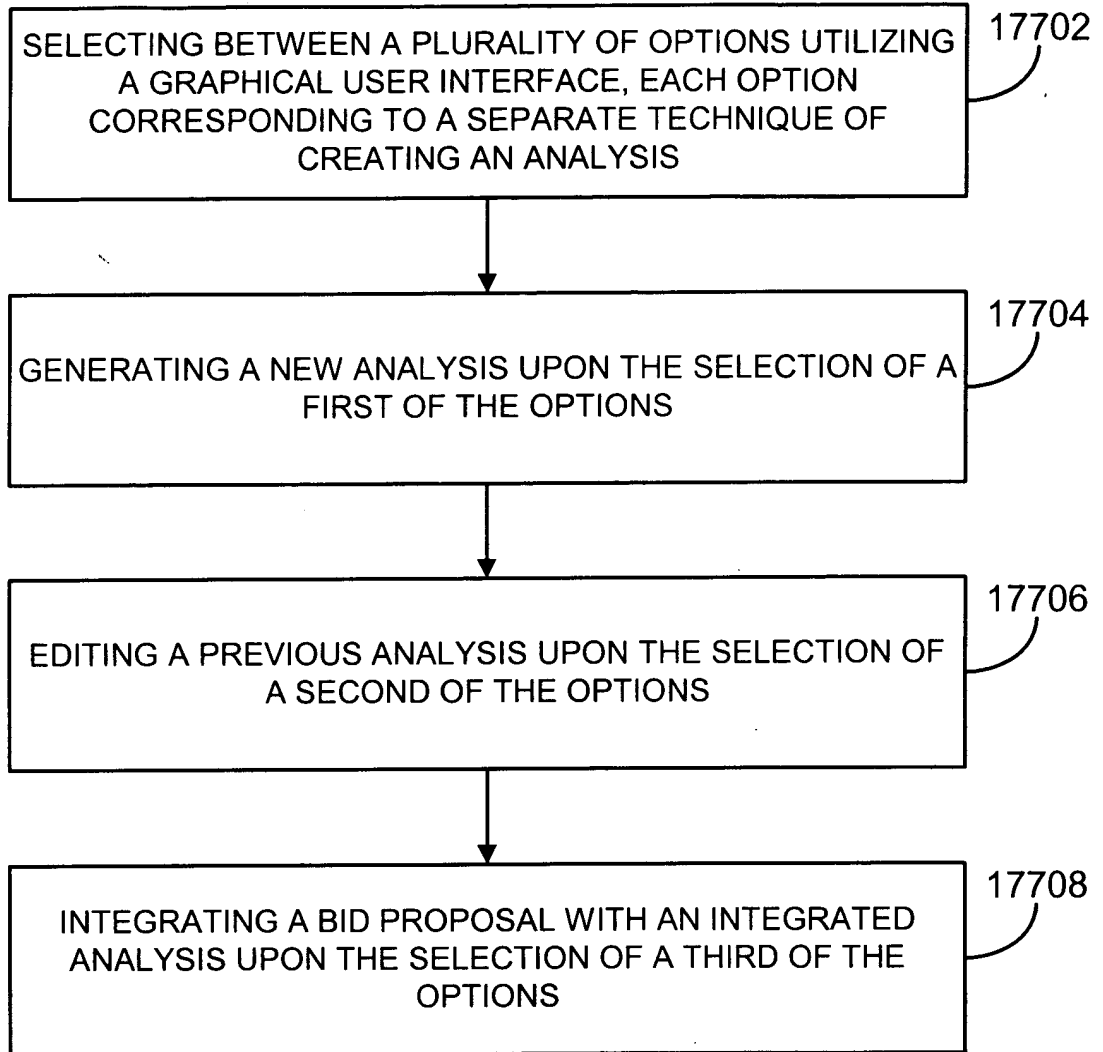 SELECTING BETWEEN A PLURALITY OF OPTIONS UTILIZING
A GRAPHICAL USER INTERFACE, EACH OPTION
CORRESPONDING TO A SEPARATE TECHNIQUE OF
CREATING AN ANALYSIS
17702
GENERATING A NEW ANALYSIS UPON THE SELECTION OF A
FIRST OF THE OPTIONS
17704
EDITING A PREVIOUS ANALYSIS UPON THE SELECTION OF
A SECOND OF THE OPTIONS
17706
INTEGRATING A BID PROPOSAL WITH AN INTEGRATED
ANALYSIS UPON THE SELECTION OF A THIRD OF THE
OPTIONS
17708